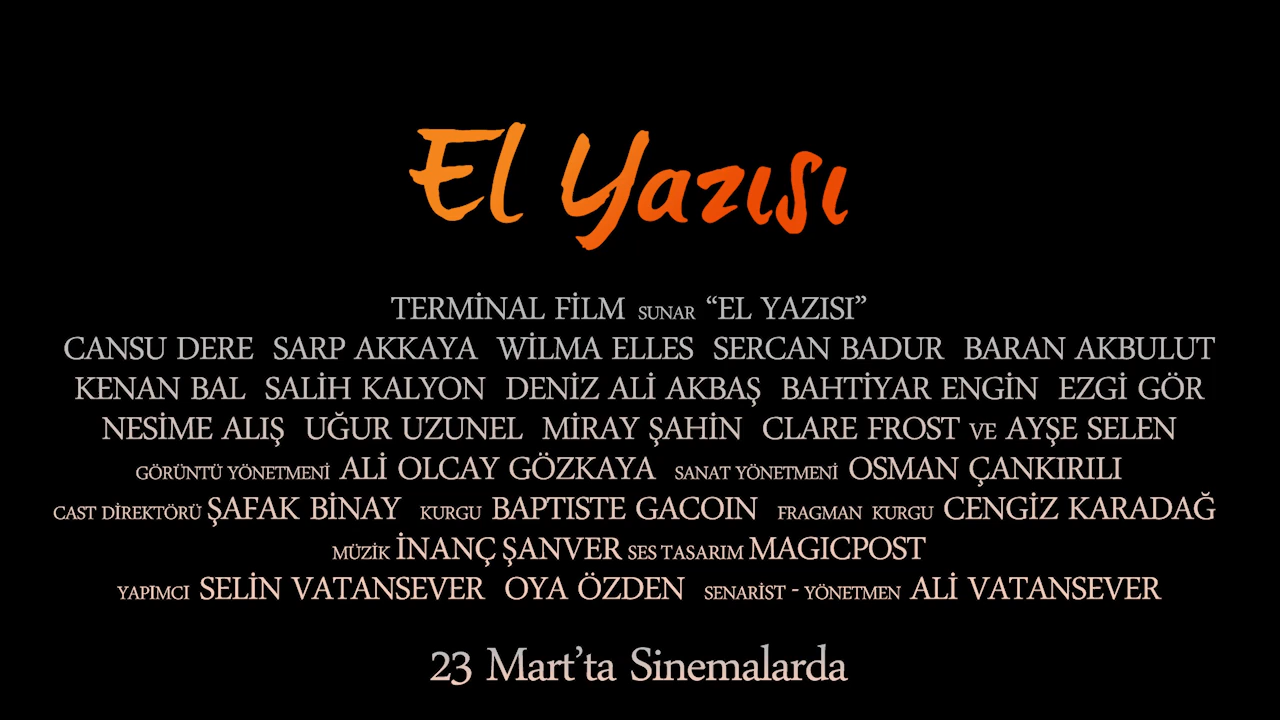 El Yazısı
TERMİNAL FİLM SUNAR “EL YAZISI”
CANSU DERE SARP AKKAYA WİLMA ELLES SERCAN BADUR BARAN AKBULUT
KENAN BAL SALİH KALYON DENİZ ALİ AKBAŞ BAHTİYAR ENGİN EZGİ GÖR
NESİME ALIŞ UĞUR UZUNEL MİRAY ŞAHİN CLARE FROST VE AYŞE SELEN
GÖRÜNTÜ YÖNETMENİ ALİ OLCAY GÖZKAYA SANAT YÖNETMENİ OSMAN ÇANKIRILI
CAST DİREKTÖRÜ ŞAFAK BİNAY KURGU BAPTISTE GACOIN FRAGMAN KURGU CENGİZ KARADAĞ
MÜZİK İNANÇ ŞANVER SES TASARIM MAGICPOST
YAPIMCI SELİN VATANSEVER OYA ÖZDEN SENARİST - YÖNETMEN ALİ VATANSEVER
23 Mart’ta Sinemalarda